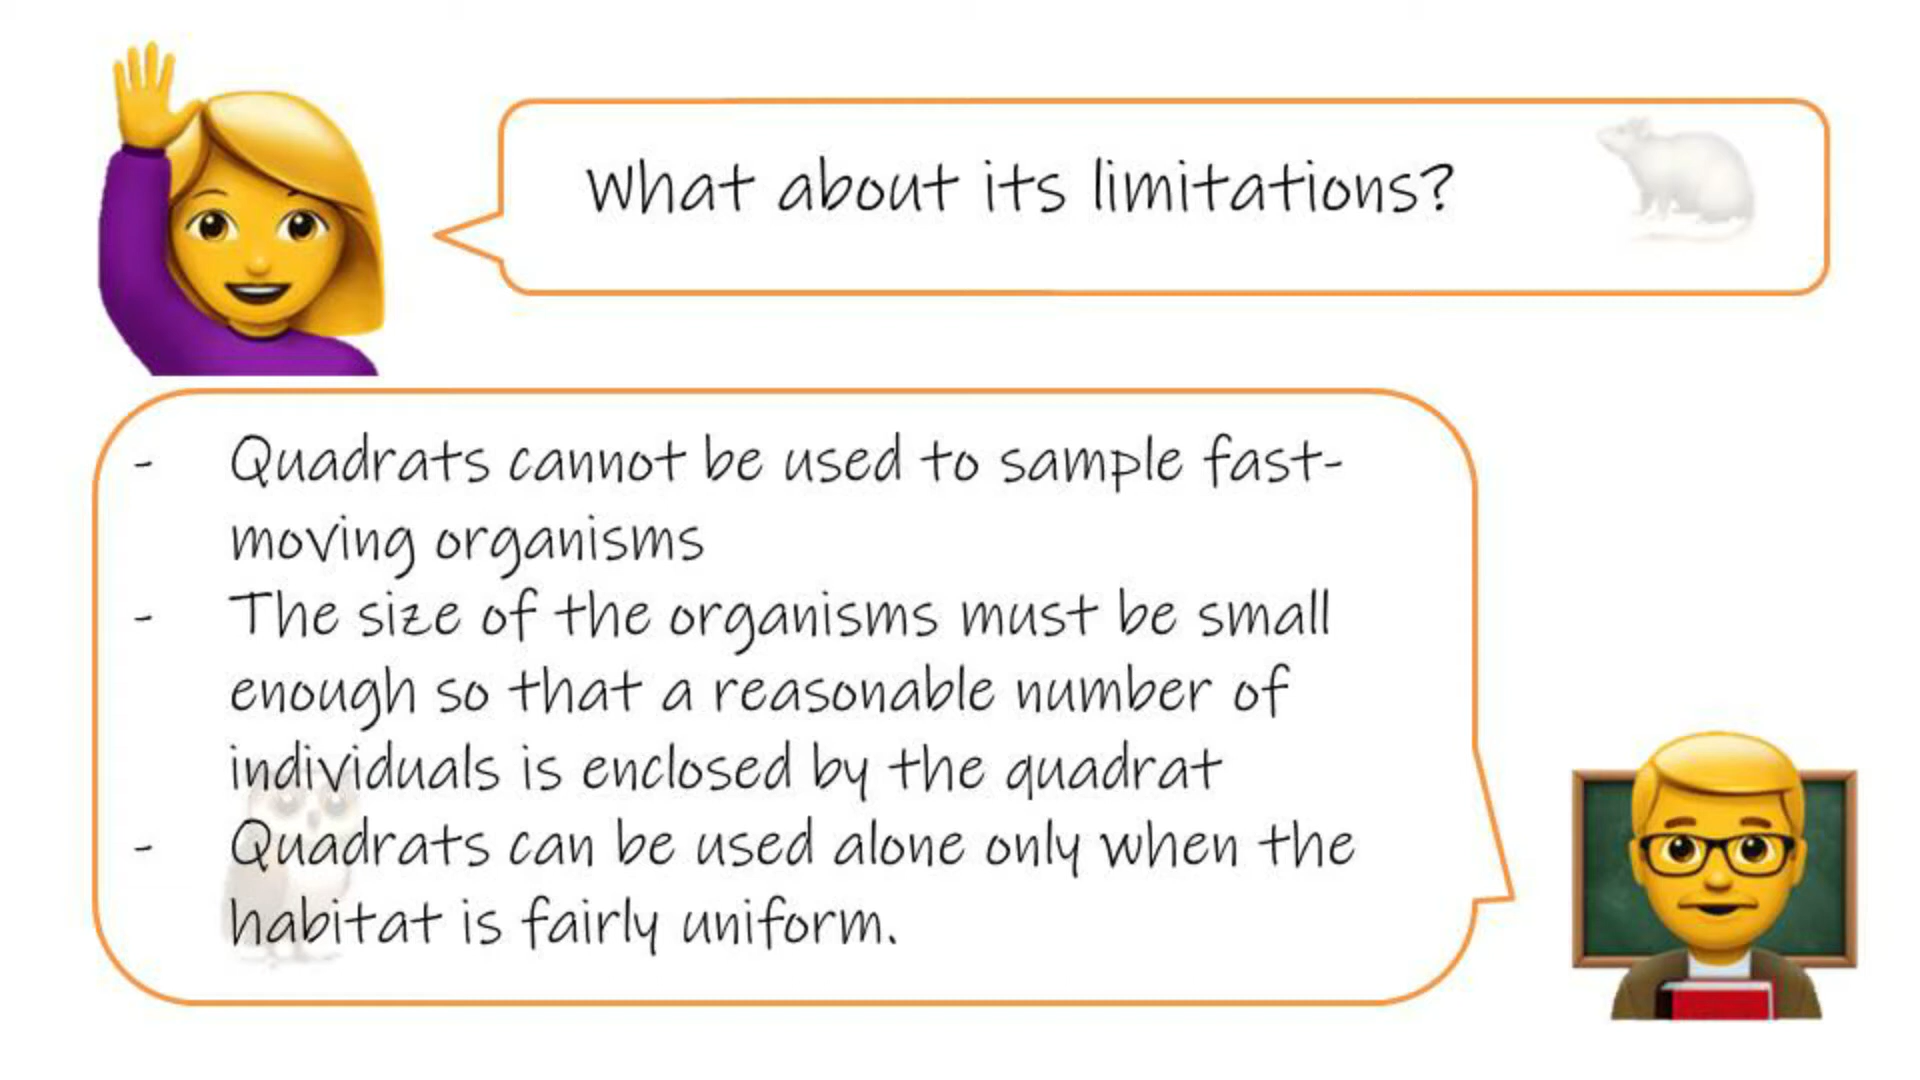 What about its limitations?
- Quadrats cannot be used to sample fast-
moving organisms
- The size of the organisms must be small
enough so that a reasonable number of
individuals is enclosed by the quadrat
- Quadrats can be used alone only when the
habitat is fairly uniform.